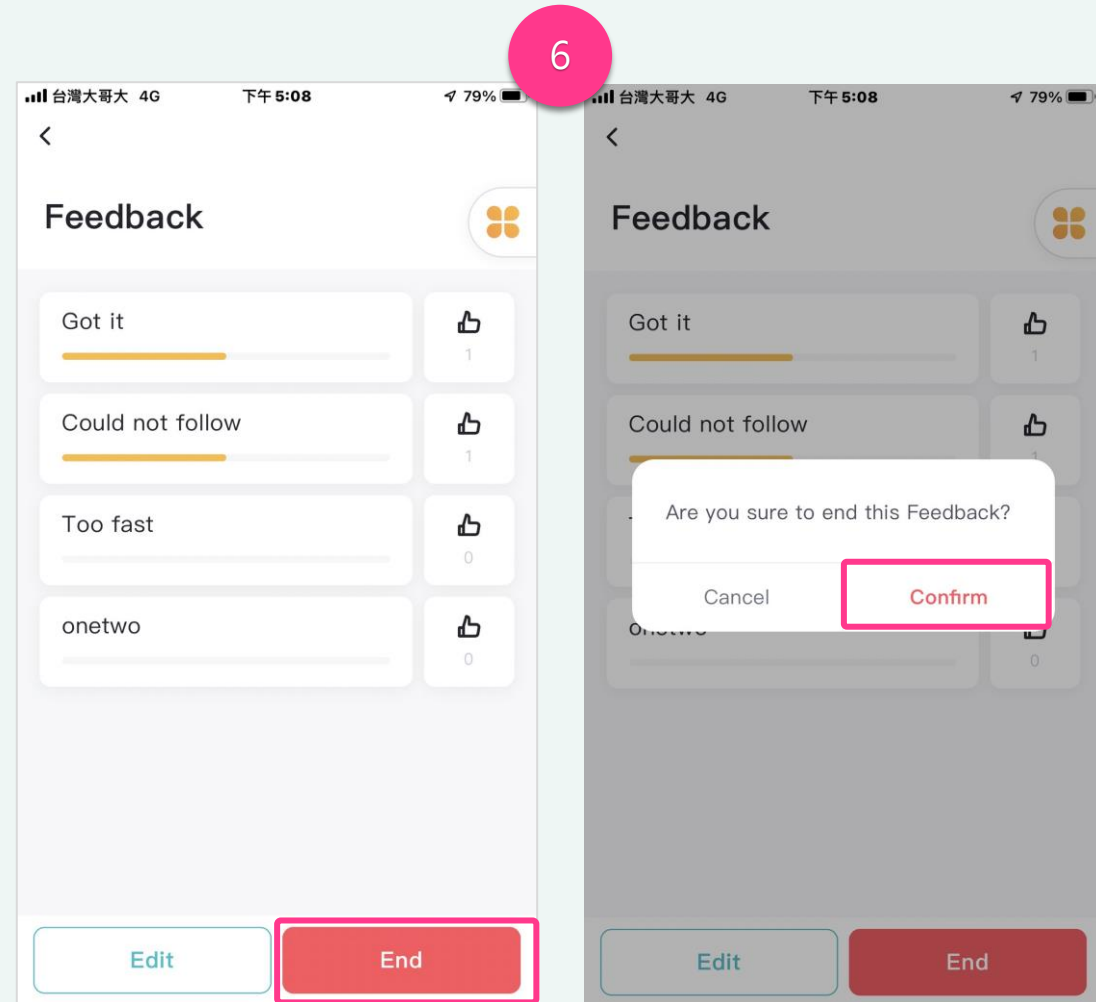 6
台灣大哥大 4G 下午 5:08 79%
Feedback
Got it
1
Could not follow
1
Too fast
0
onetwo
0
Edit End
台灣大哥大 4G 下午 5:08 79%
Feedback
Got it
1
Could not follow
1
Are you sure to end this Feedback?
Cancel Confirm
onetwo
0
Edit End